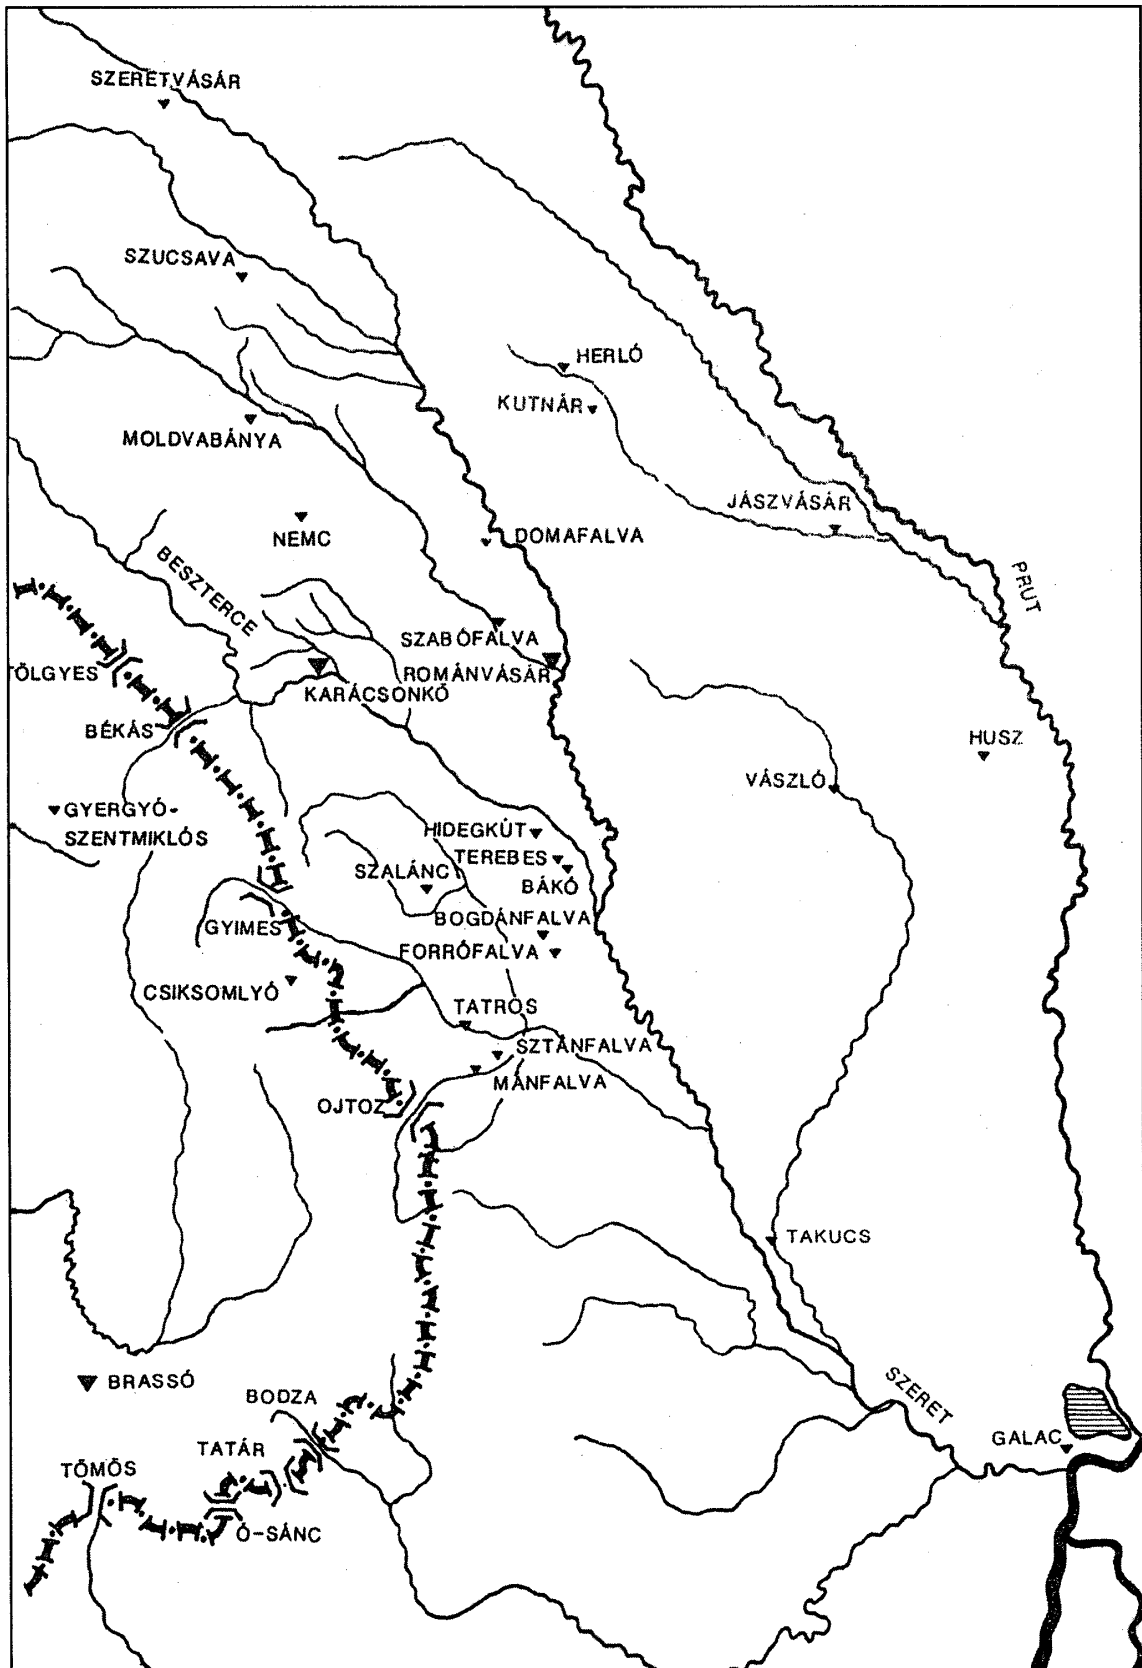 SZERETVÁSÁR
SZUCSAVA
HERLÓ
KUTNÁR
MOLDVABÁNYA
JÁSZVÁSÁR
NEMC
DOMAFALVA
BESZTERCE
PRUT
SZABÓFALVA
TÖLGYES
ROMÁNVÁSÁR
KARÁCSONKŐ
BÉKÁS
HUSZ
VÁSZLÓ
GYERGYÓ-
SZENTMIKLÓS
HIDEGKÚT
TEREBES
SZALÁNC
BÁKÓ
BOGDÁNFALVA
GYIMES
FORRÓFALVA
CSIKSOMLYÓ
TATROS
SZTÁNFALVA
MÁNFALVA
OJTOZ
TAKUCS
BRASSÓ
BODZA
SZERET
TATÁR
GALAC
TÖMÖS
Ó-SÁNC